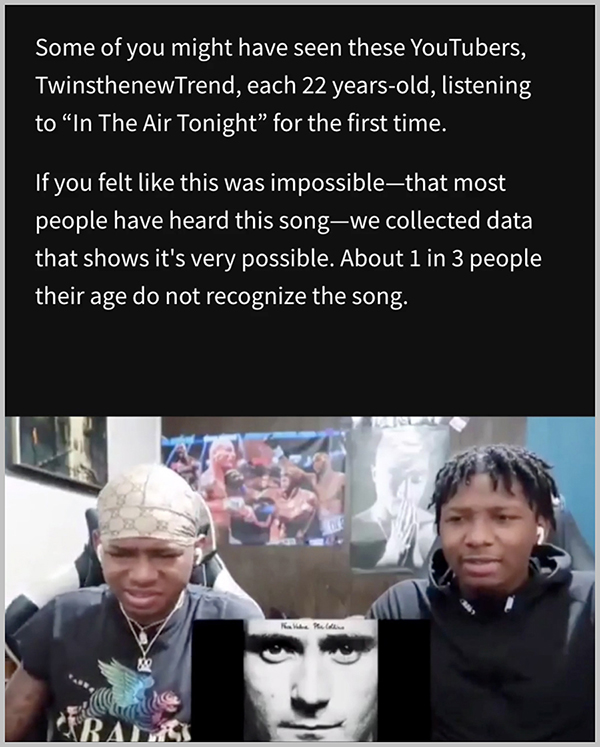 Some of you might have seen these YouTubers,
TwinsthenewTrend, each 22 years-old, listening
to “In The Air Tonight” for the first time.
If you felt like this was impossible—that most
people have heard this song—we collected data
that shows it's very possible. About 1 in 3 people
their age do not recognize the song.
Face Value Phil Collins